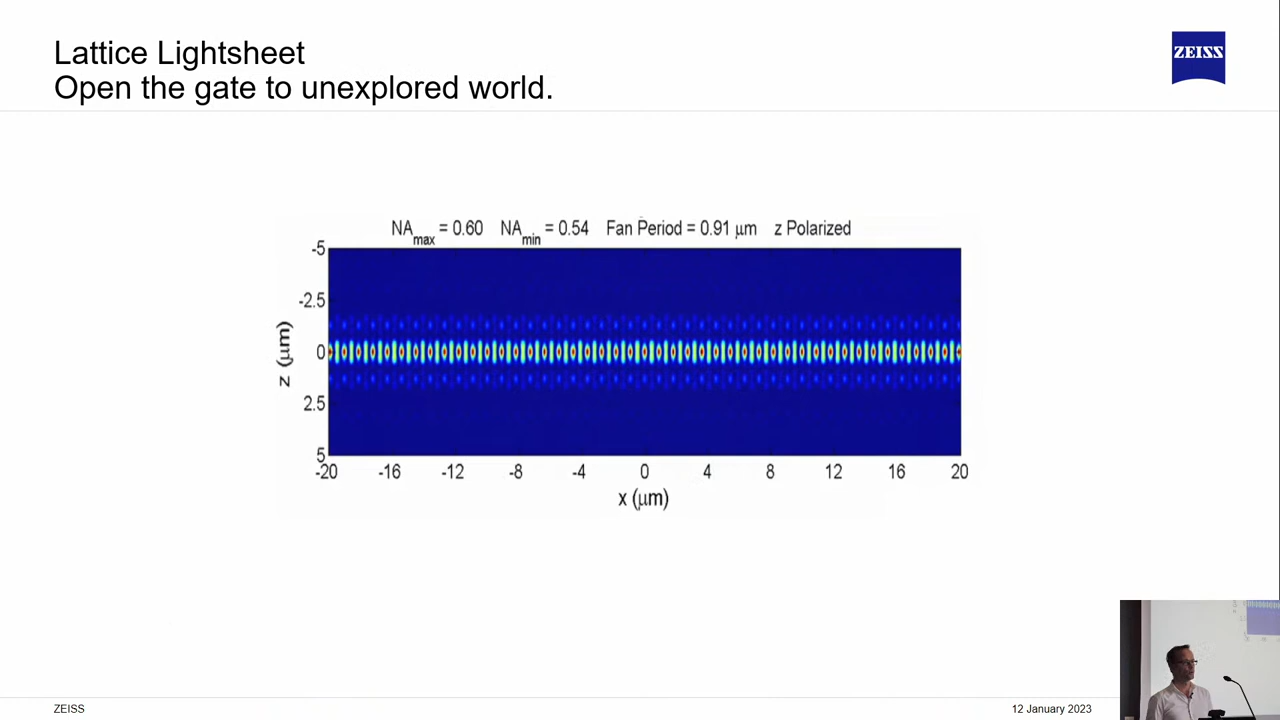 Lattice Lightsheet
Open the gate to unexplored world.
ZEISS
NAmax = 0.60 NAmin = 0.54 Fan Period = 0.91 μm z Polarized
-5
-2.5
0
2.5
5
z (μm)
-20 -16 -12 -8 -4 0 4 8 12 16 20
x (μm)
ZEISS
12 January 2023